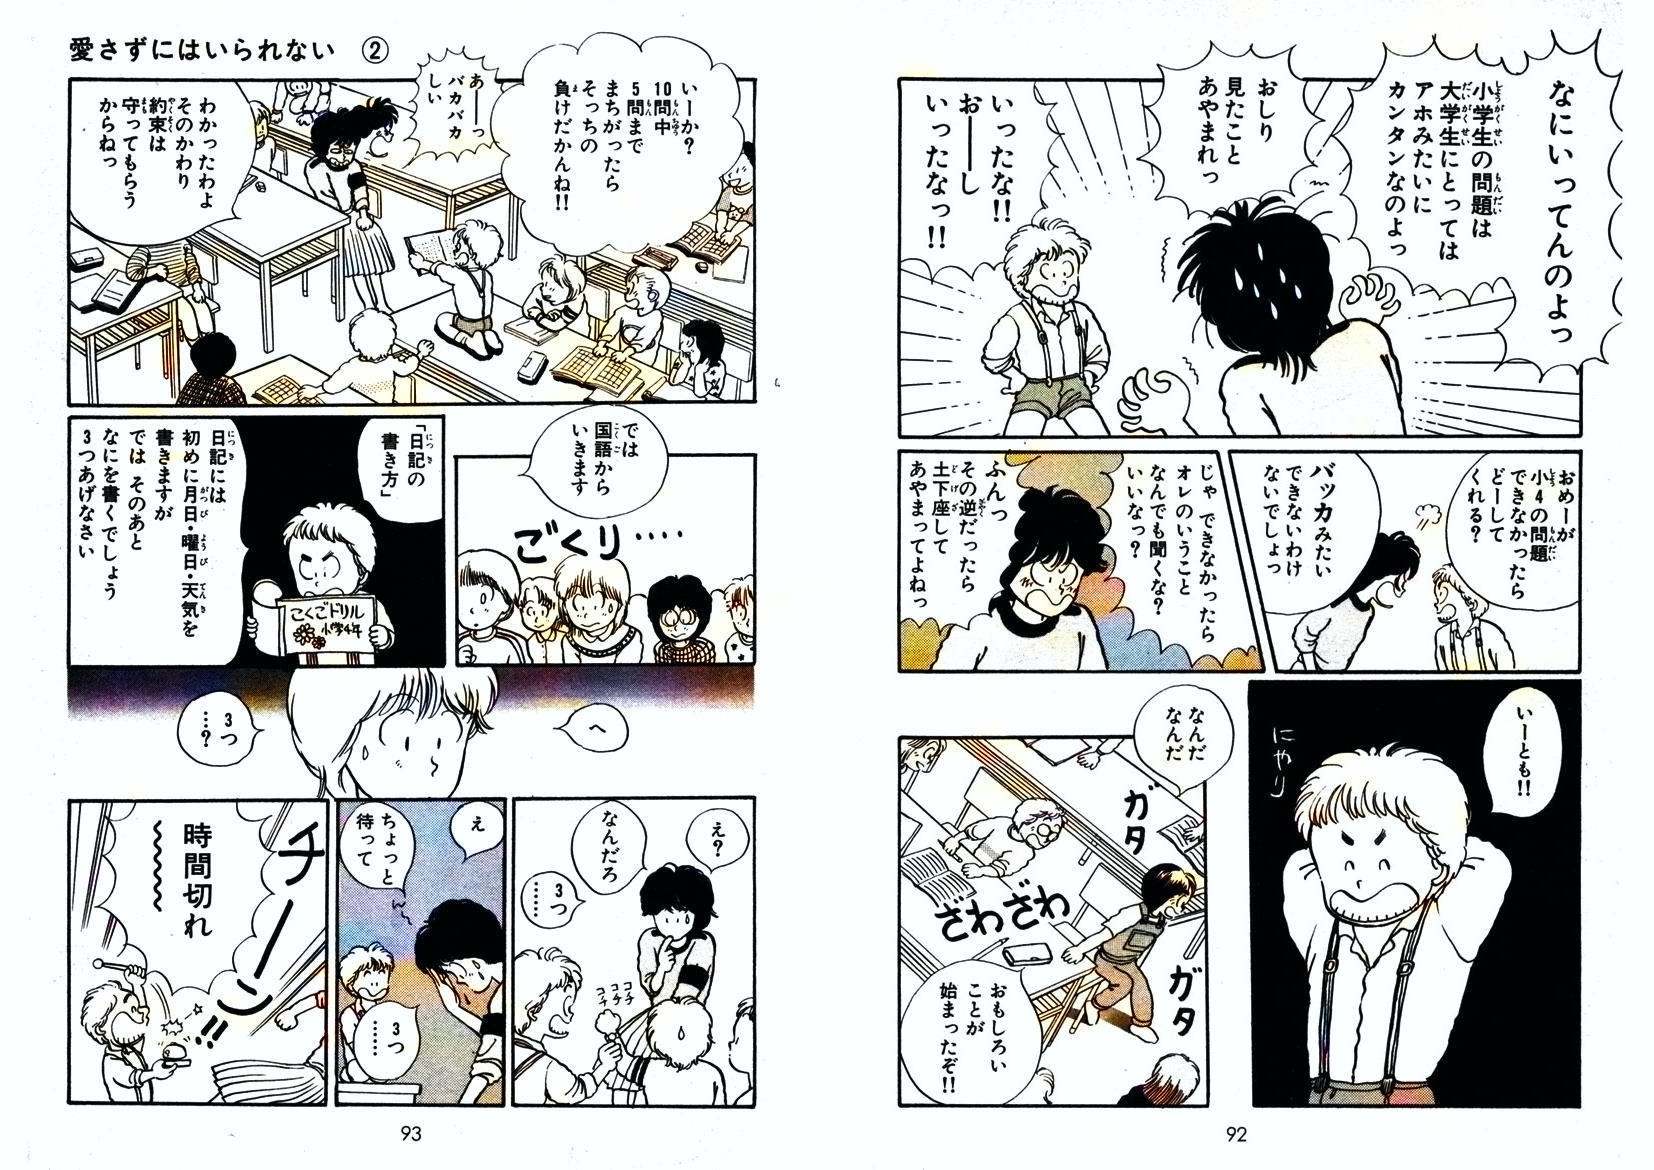 なにいってんのよっ
小学生の問題は
大学生にとっては
アホみたいに
カンタンなのよっ
おしり
見たこと
あやまれっ
いったな!!
おーーし
いったなっ!!
おめーが
小4の問題
できなかったら
どーして
くれる?
バッカみたい
できないわけ
ないでしょっ
じゃ できなかったら
オレのいうこと
なんでも聞くな?
いいなっ?
ふんっ
その逆だったら
土下座して
あやまってよねっ
いーとも!!
にやり
なんだ
なんだ
ガタ
ざわざわ
ガタ
おもしろい
ことが
始まったぞ!!
92
愛さずにはいられない ②
いーか?
10問中
5問まで
まちがったら
そっちの
負けだかんね!!
あーーっ
バカバカ
しい
わかったわよ
そのかわり
約束は
守ってもらう
からねっ
では
国語から
いきます
ごくり‥‥
「日記の
書き方」
こくごドリル
小学4年
日記には
初めに月日・曜日・天気を
書きますが
では そのあと
なにを書くでしょう
3つあげなさい
へ
3つ
……?
え?
なんだろ
3つ
……
コチ
コチ
コチ
え
ちょっと
待って
3つ
……
チーーン!!
時間切れ
93